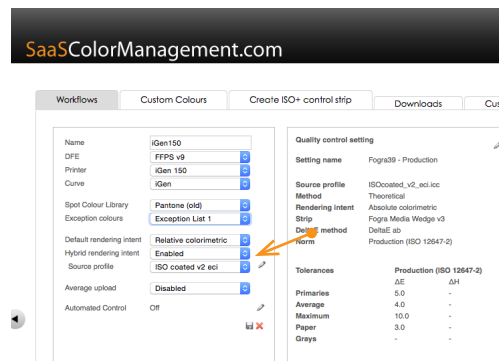 SaaSColorManagement.com
Workflows
Custom Colours
Create ISO+ control strip
Downloads
Name iGen150
DFE FFPS v9
Printer iGen 150
Curve iGen
Spot Colour Library Pantone (old)
Exception colours Exception List 1
Default rendering intent Relative colorimetric
Hybrid rendering intent Enabled
Source profile ISO coated v2 eci
Average upload Disabled
Automated Control Off
Quality control setting
Setting name Fogra39 - Production
Source profile ISOcoated_v2_eci.icc
Method Theoretical
Rendering intent Absolute colorimetric
Strip Fogra Media Wedge v3
DeltaE method DeltaE ab
Norm Production (ISO 12647-2)
Tolerances Production (ISO 12647-2)
ΔE ΔH
Primaries 5.0 -
Average 4.0 -
Maximum 10.0 -
Paper 3.0 -
Grays - -